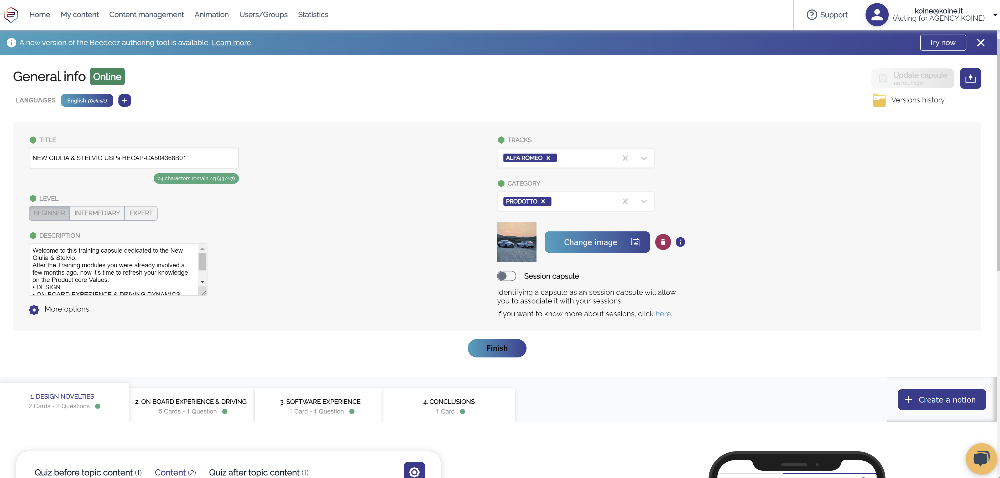 Home My content Content management Animation Users/Groups Statistics Support koine@koine.it
(Acting for AGENCY KOINE)
A new version of the Beedeez authoring tool is available. Learn more Try now
General info Online
Update capsule
an hour ago
LANGUAGES English (Default) +
Versions history
TITLE
NEW GIULIA & STELVIO USPs RECAP-CA504368B01
24 characters remaining (43/67)
LEVEL
BEGINNER INTERMEDIARY EXPERT
DESCRIPTION
Welcome to this training capsule dedicated to the New
Giulia & Stelvio.
After the Training modules you were already involved a
few months ago, now it's time to refresh your knowledge
on the Product core Values:
• DESIGN
• ON BOARD EXPERIENCE & DRIVING DYNAMICS
More options
TRACKS
ALFA ROMEO
CATEGORY
PRODOTTO
Change image
Session capsule
Identifying a capsule as an session capsule will allow
you to associate it with your sessions.
If you want to know more about sessions, click here.
Finish
1. DESIGN NOVELTIES
2 Cards - 2 Questions
2. ON BOARD EXPERIENCE & DRIVING
5 Cards - 1 Question
3. SOFTWARE EXPERIENCE
1 Card - 1 Question
4. CONCLUSIONS
1 Card
+ Create a notion
Quiz before topic content (1) Content (2) Quiz after topic content (1)